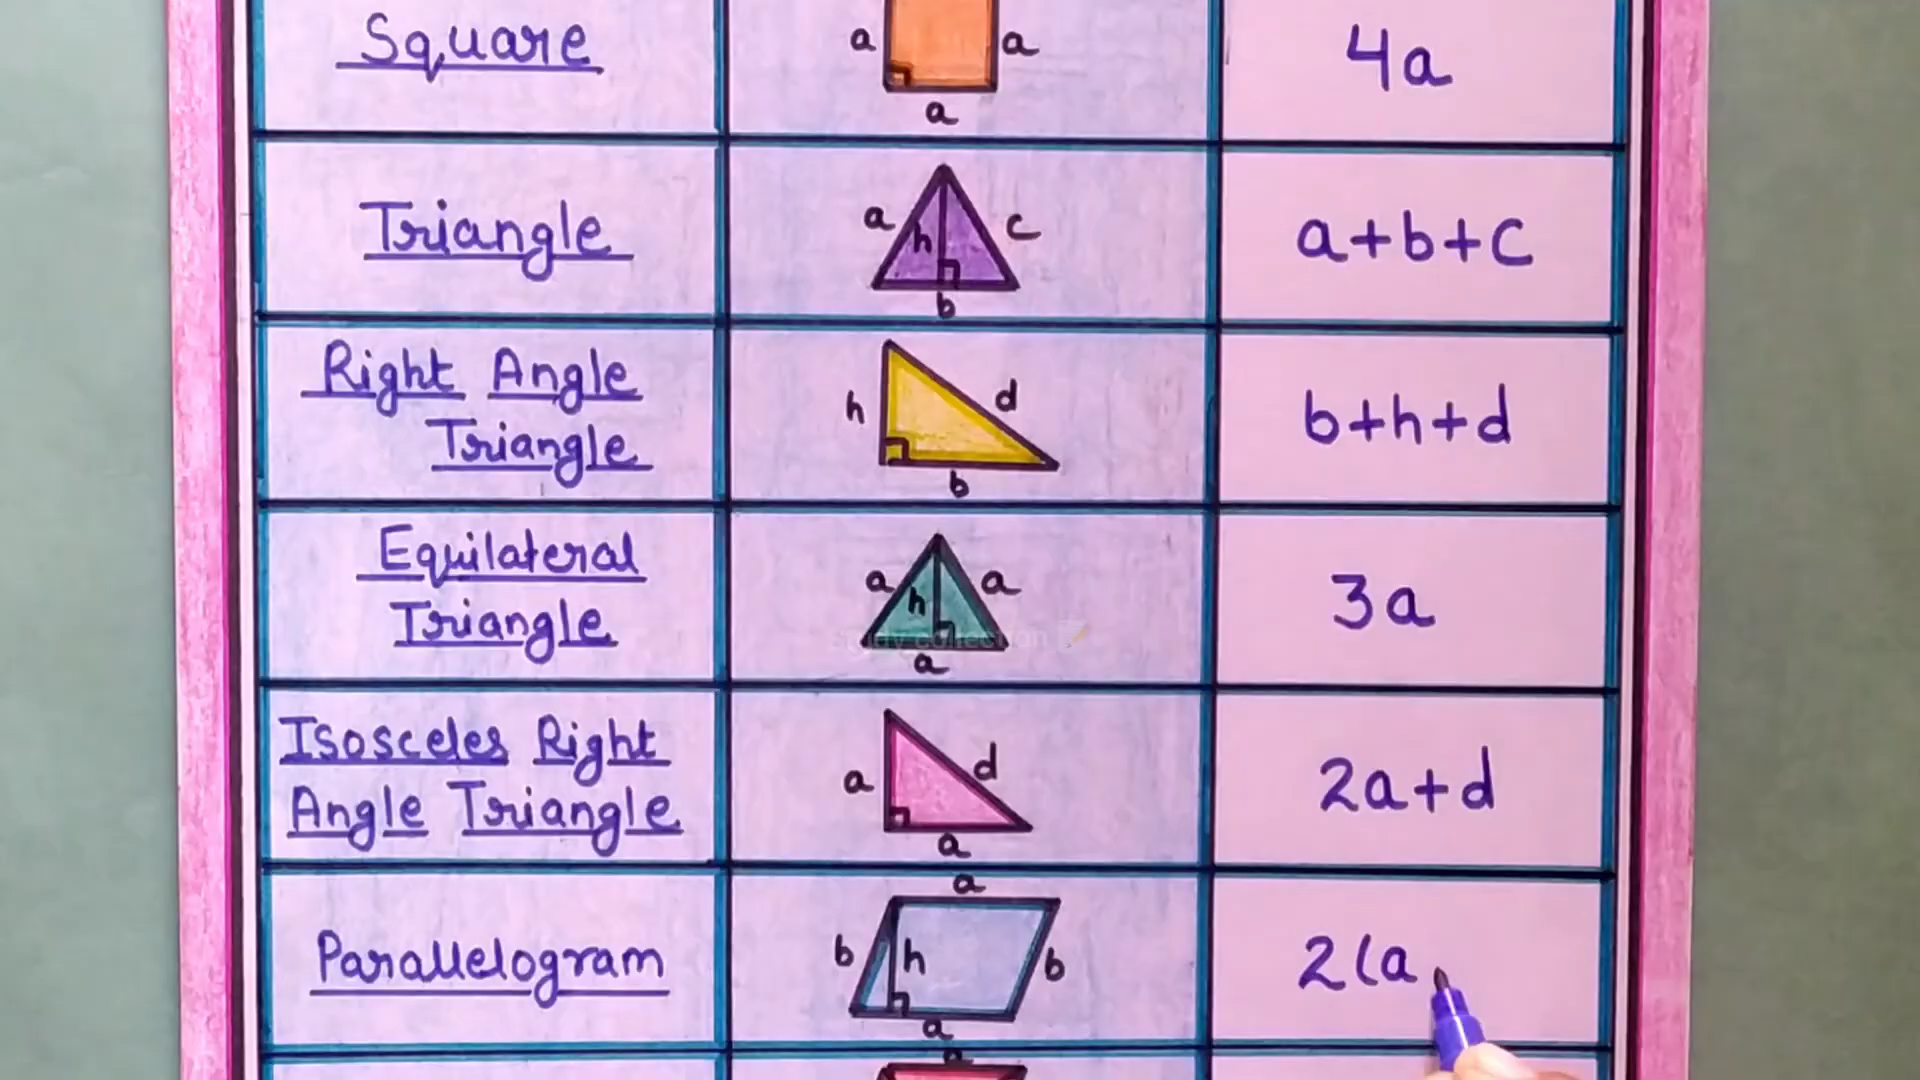 Square
a
a
a
4a
Triangle
a
h
c
b
a+b+c
Right Angle
Triangle
h
d
b
b+h+d
Equilateral
Triangle
a
h
a
a
3a
Isosceles Right
Angle Triangle
a
d
a
2a+d
Parallelogram
a
b
h
b
a
2(a
a